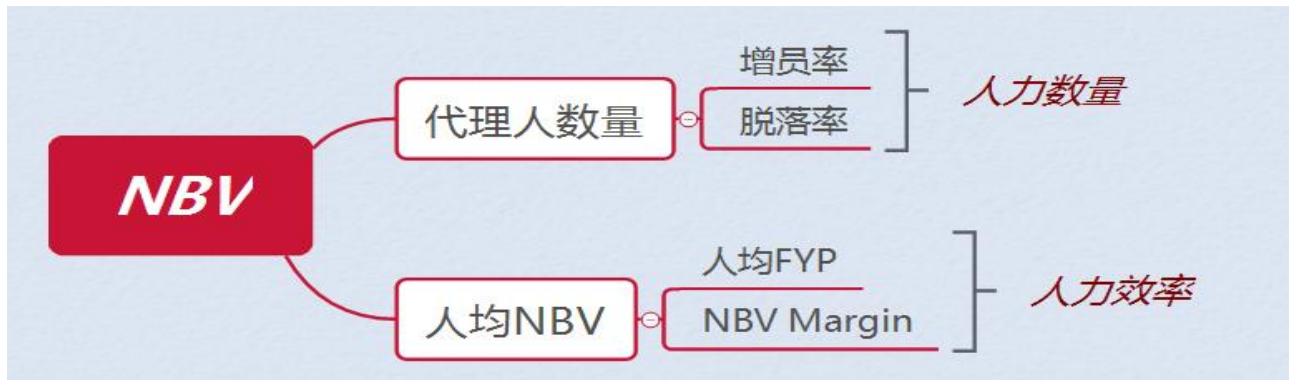 NBV
代理人数量
增员率
脱落率
人力数量
人均NBV
人均FYP
NBV Margin
人力效率